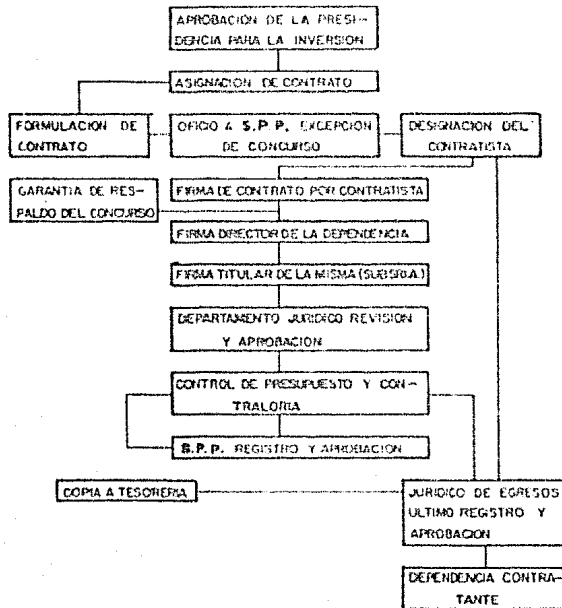 APROBACION DE LA PRESI-
DENCIA PARA LA INVERSION
ASIGNACION DE CONTRATO
FORMULACION DE
CONTRATO
OFICIO A S.P.P. EXCEPCION
DE CONCURSO
DESIGNACION DEL
CONTRATISTA
GARANTIA DE RES-
PALDO DEL CONCURSO
FIRMA DE CONTRATO POR CONTRATISTA
FIRMA DIRECTOR DE LA DEPENDENCIA
FIRMA TITULAR DE LA MISMA (SUBSRIA.)
DEPARTAMENTO JURIDICO REVISION
Y APROBACION
CONTROL DE PRESUPUESTO Y CON-
TRALORIA
S.P.P. REGISTRO Y APROBACION
COPIA A TESORERIA
JURIDICO DE EGRESOS
ULTIMO REGISTRO Y
APROBACION
DEPENDENCIA CONTRA-
TANTE